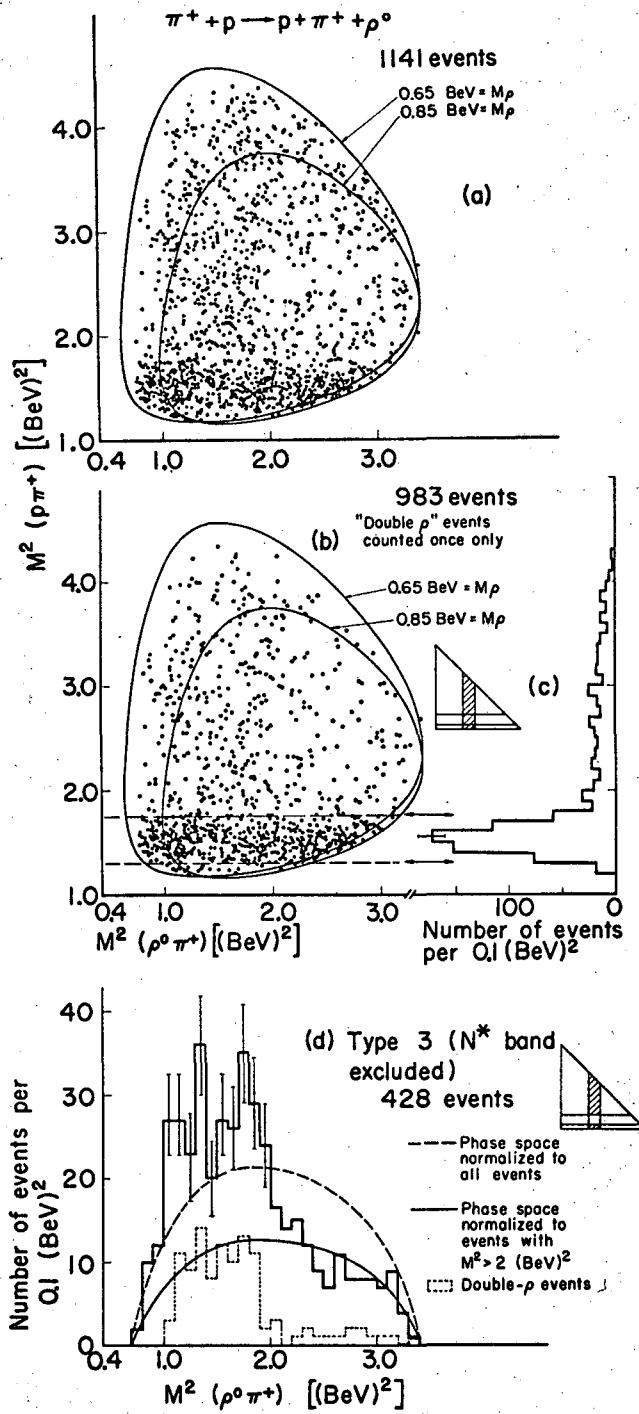 π⁺ + p → p + π⁺ + ρ⁰
1141 events
0.65 BeV = Mρ
0.85 BeV = Mρ
(a)
4.0
3.0
2.0
1.0
0.4 1.0 2.0 3.0
M² (pπ⁺) [(BeV)²]
983 events
"Double ρ" events
counted once only
(b)
0.65 BeV = Mρ
0.85 BeV = Mρ
(c)
4.0
3.0
2.0
1.0
0.4 1.0 2.0 3.0
M² (ρ⁰π⁺) [(BeV)²]
100 0
Number of events
per 0.1 (BeV)²
(d) Type 3 (N* band
excluded)
428 events
Phase space
normalized to
all events
Phase space
normalized to
events with
M² > 2 (BeV)²
Double-ρ events
40
30
20
10
0
Number of events per
0.1 (BeV)²
0.4 1.0 2.0 3.0
M² (ρ⁰π⁺) [(BeV)²]